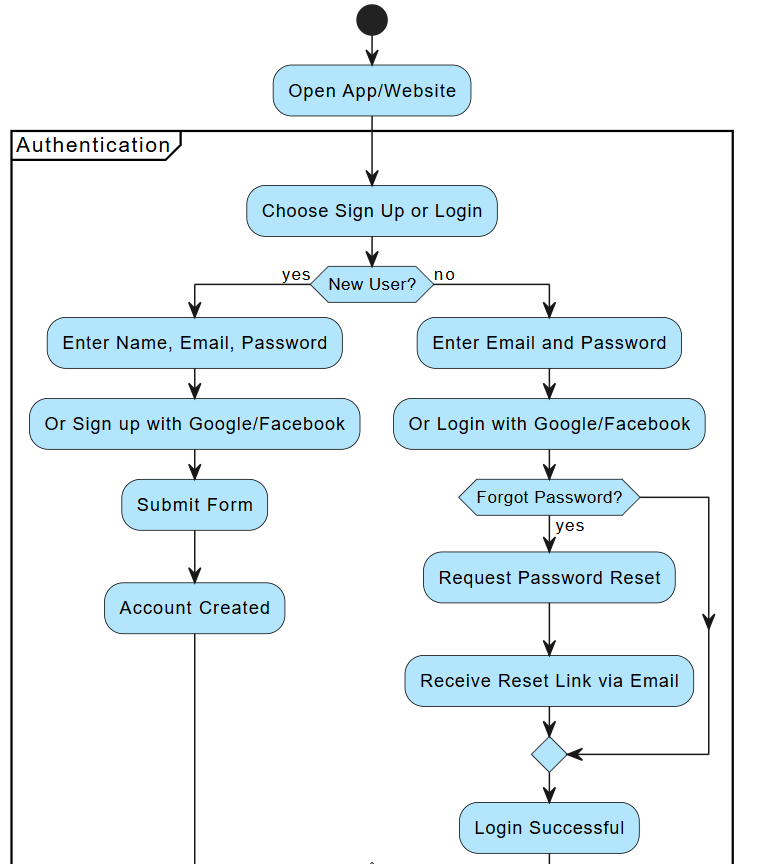 Open App/Website
Authentication
Choose Sign Up or Login
yes
New User?
no
Enter Name, Email, Password
Enter Email and Password
Or Sign up with Google/Facebook
Or Login with Google/Facebook
Forgot Password?
Submit Form
yes
Request Password Reset
Account Created
Receive Reset Link via Email
Login Successful